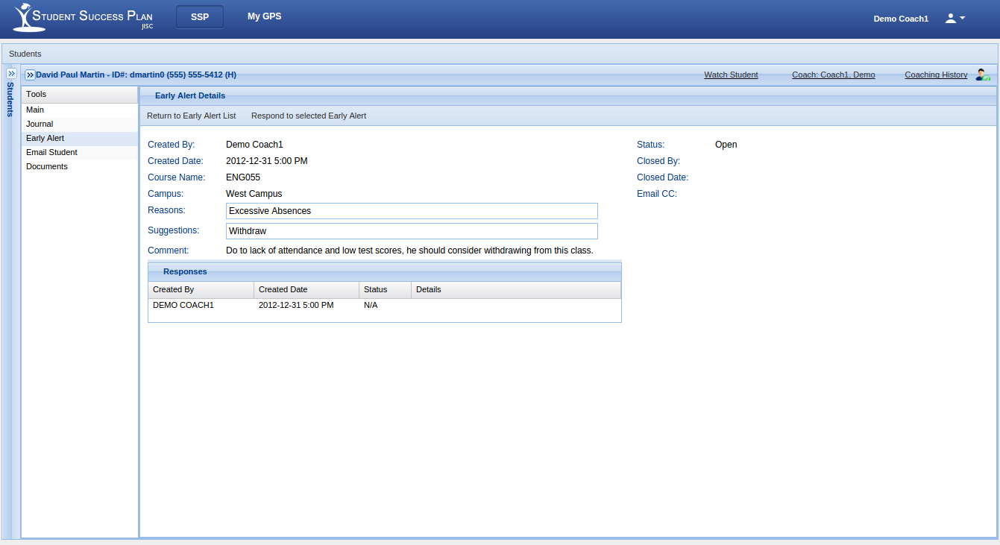 STUDENT SUCCESS PLAN
JISC
SSP
My GPS
Demo Coach1
Students
Students
David Paul Martin - ID#: dmartin0 (555) 555-5412 (H)
Watch Student
Coach: Coach1, Demo
Coaching History
Tools
Main
Journal
Early Alert
Email Student
Documents
Early Alert Details
Return to Early Alert List
Respond to selected Early Alert
Created By: Demo Coach1
Created Date: 2012-12-31 5:00 PM
Course Name: ENG055
Campus: West Campus
Reasons: Excessive Absences
Suggestions: Withdraw
Comment: Do to lack of attendance and low test scores, he should consider withdrawing from this class.
Status: Open
Closed By:
Closed Date:
Email CC:
Responses
Created By Created Date Status Details
DEMO COACH1 2012-12-31 5:00 PM N/A